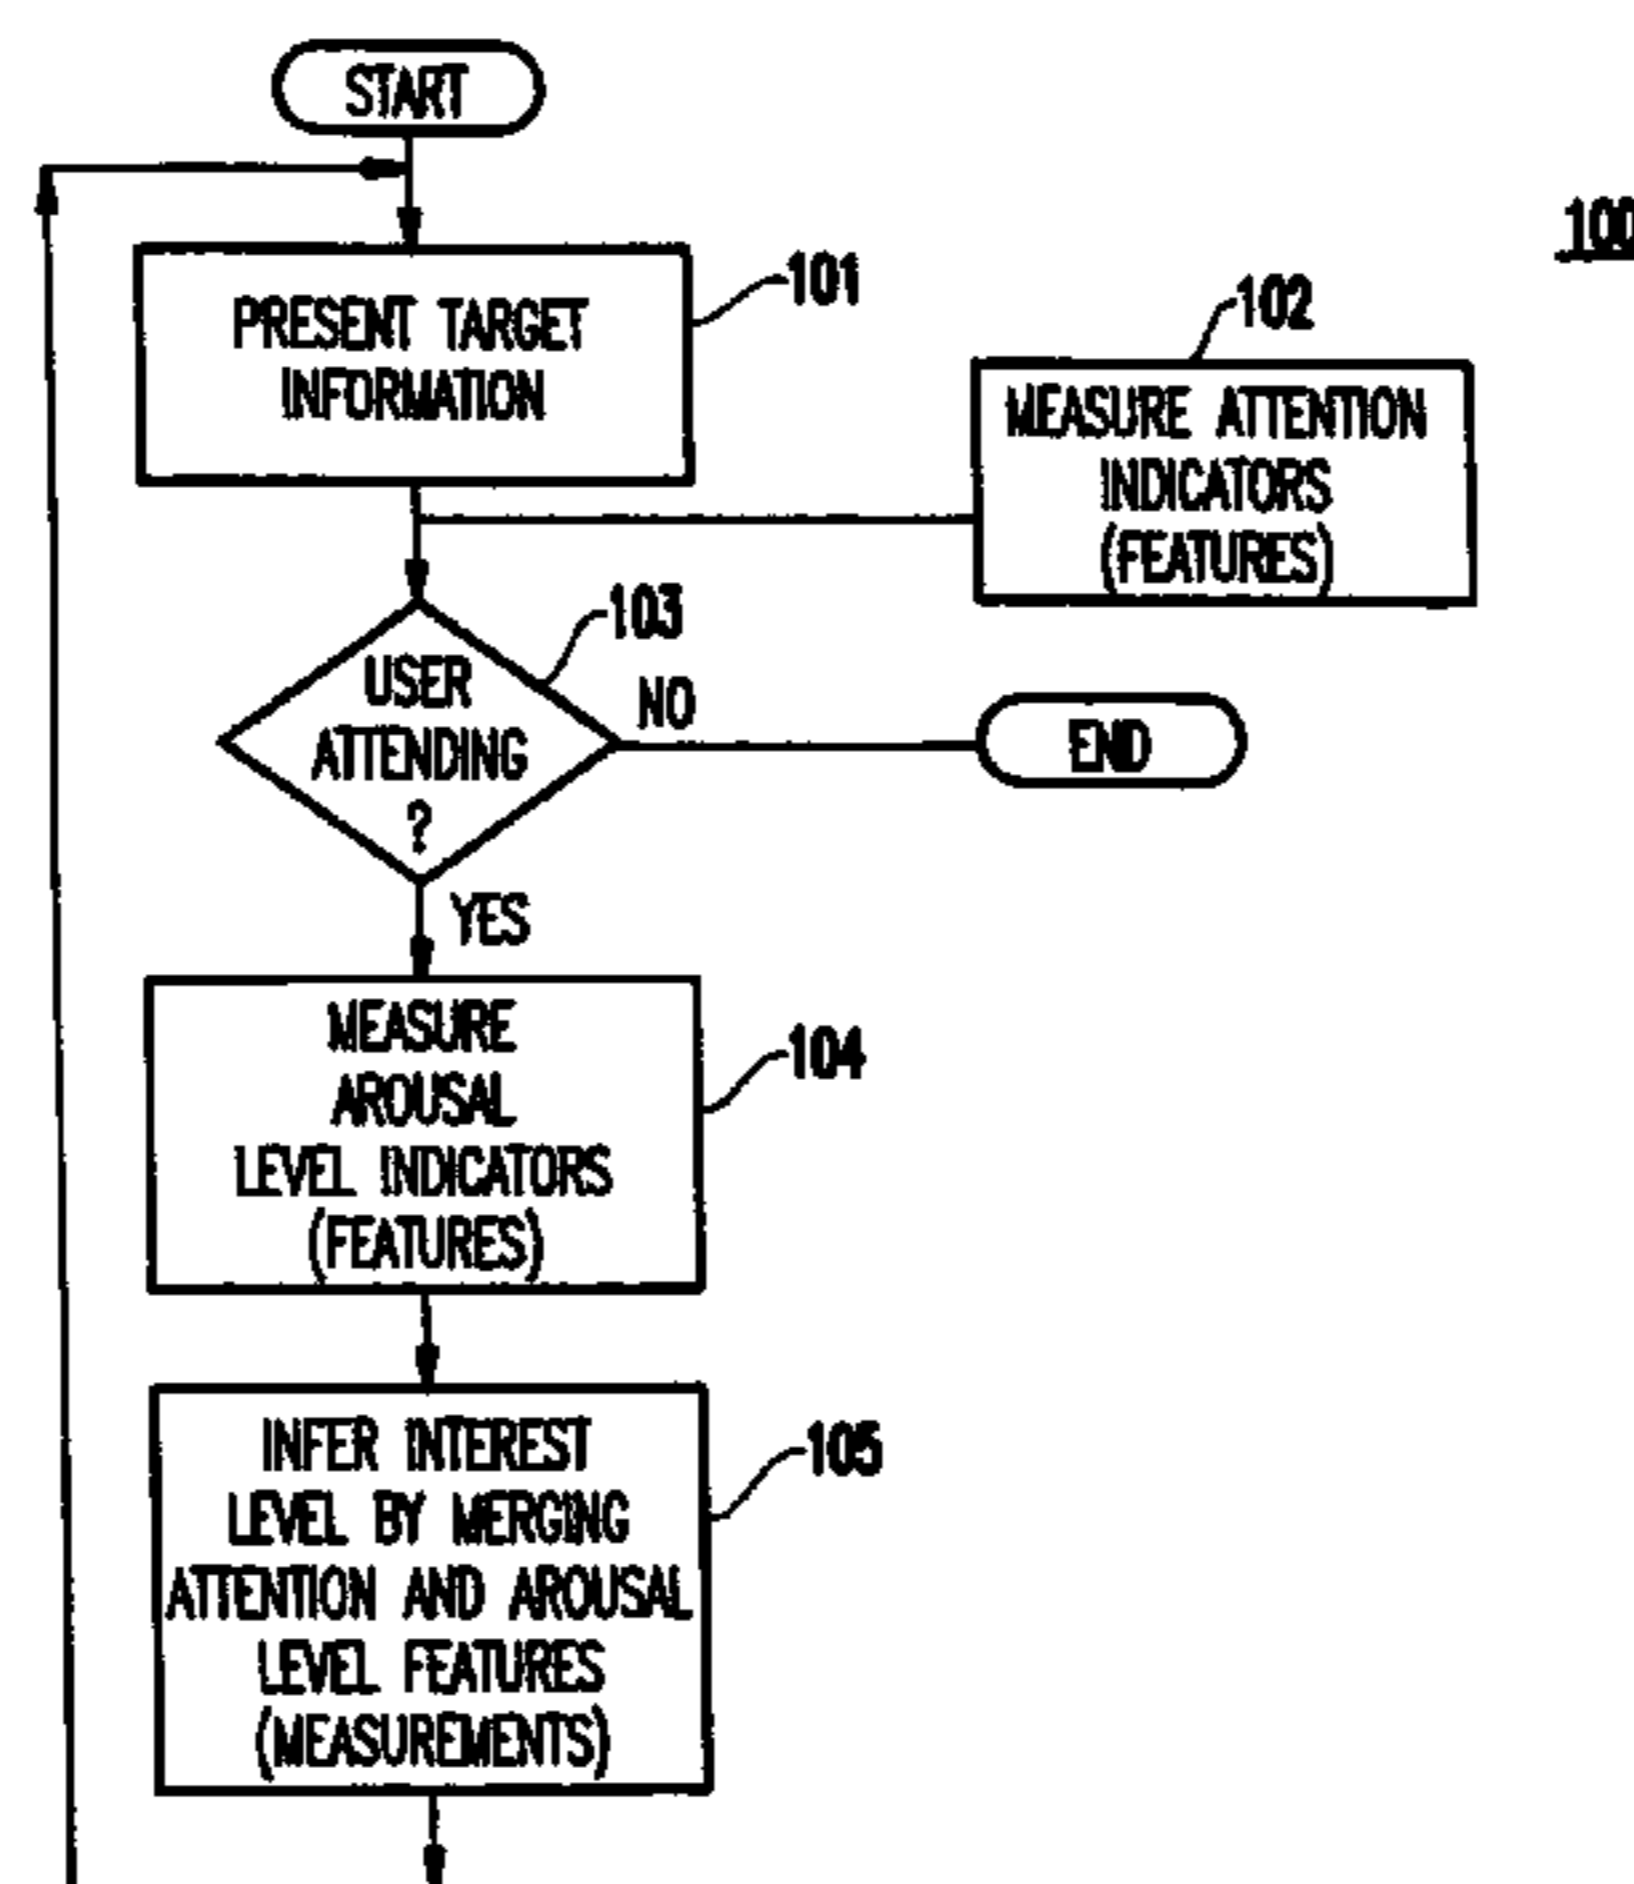 START
100
101
PRESENT TARGET
INFORMATION
102
MEASURE ATTENTION
INDICATORS
(FEATURES)
103
USER
ATTENDING
?
NO
END
YES
104
MEASURE
AROUSAL
LEVEL INDICATORS
(FEATURES)
105
INFER INTEREST
LEVEL BY MERGING
ATTENTION AND AROUSAL
LEVEL FEATURES
(MEASUREMENTS)